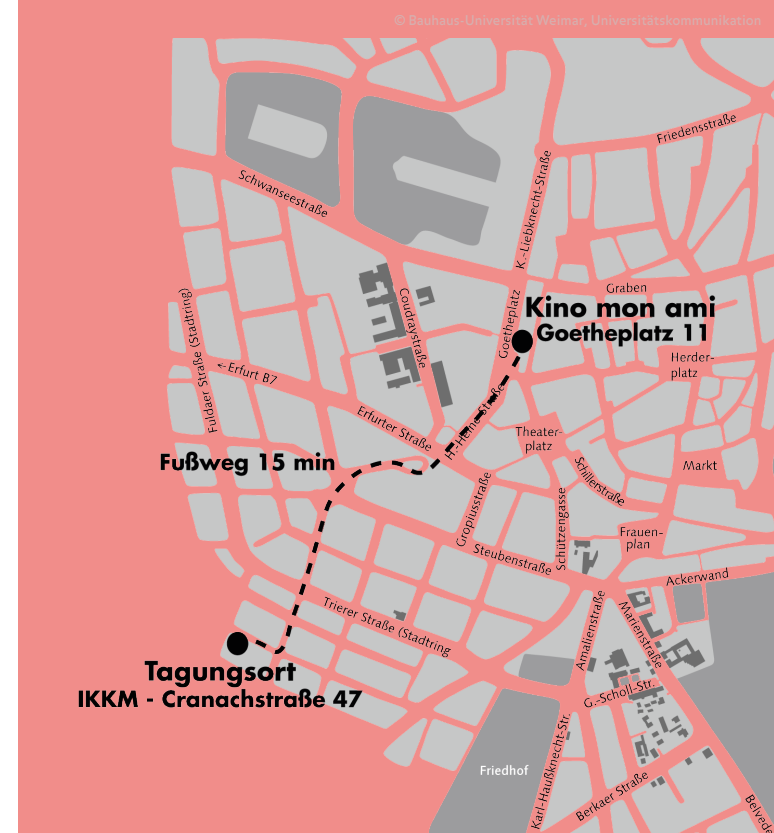 © Bauhaus-Universität Weimar, Universitätskommunikation
Friedensstraße
Schwanseestraße
K.-Liebknecht-Straße
Graben
Goetheplatz
Kino mon ami
Goetheplatz 11
Coudraystraße
Fuldaer Straße (Stadtring)
Herder-
platz
←Erfurt B7
H.-Heine-Straße
Erfurter Straße
Theater-
platz
Fußweg 15 min
Markt
Schillerstraße
Gropiusstraße
Schützengasse
Frauen-
plan
Steubenstraße
Ackerwand
Trierer Straße (Stadtring
Amalienstraße
Marienstraße
Tagungsort
IKKM - Cranachstraße 47
G.-Scholl-Str.
Friedhof
Karl-Haußknecht-Str.
Berkaer Straße
Belvede